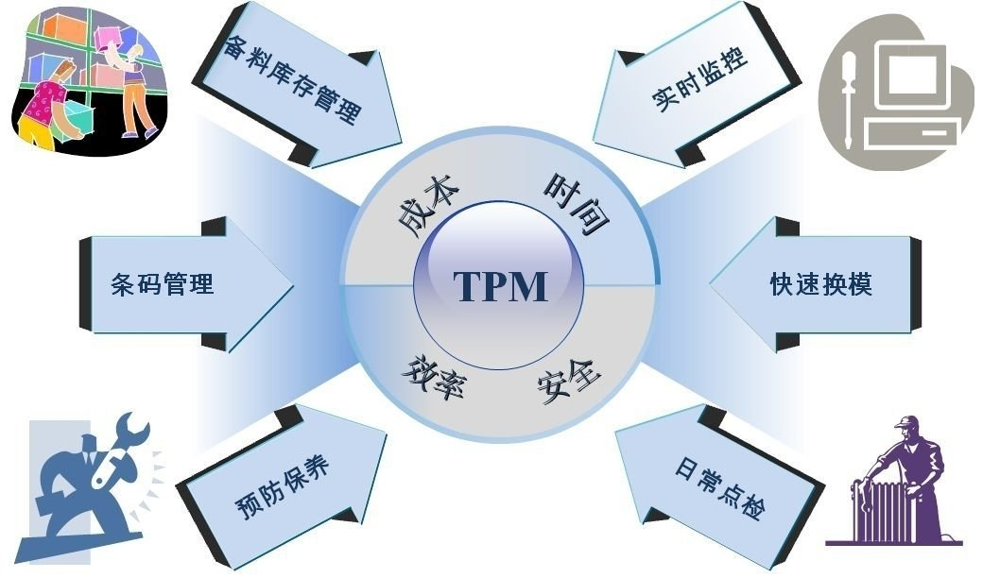 备料库存管理
实时监控
成本
时间
条码管理
TPM
快速换模
效率
安全
预防保养
日常点检